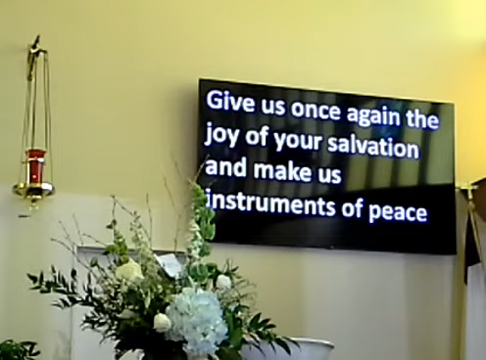 Give us once again the
joy of your salvation
and make us
instruments of peace